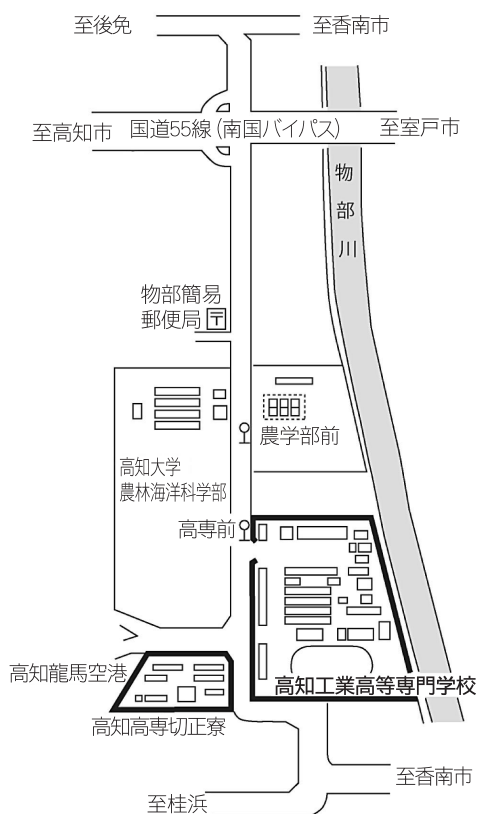 至後免
至香南市
至高知市
国道55線（南国バイパス）
至室戸市
物部川
物部簡易
郵便局
〒
農学部前
高知大学
農林海洋科学部
高専前
高知龍馬空港
高知工業高等専門学校
高知高専切正寮
至香南市
至桂浜